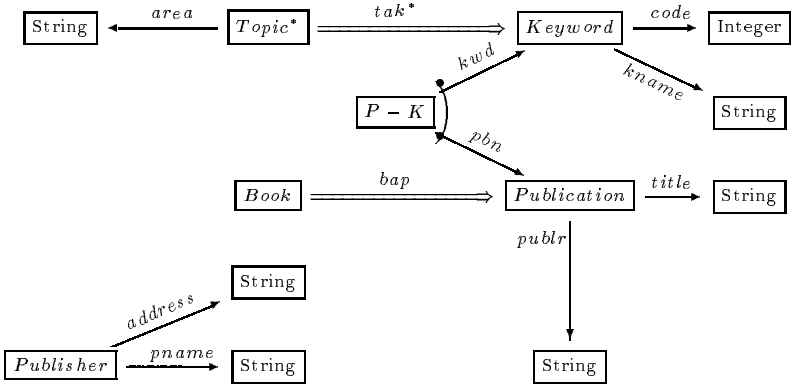 String area Topic* tak* Keyword code Integer
kwd kname
P – K String
pbn
Book bap Publication title String
publr
String
address
Publisher pname String String